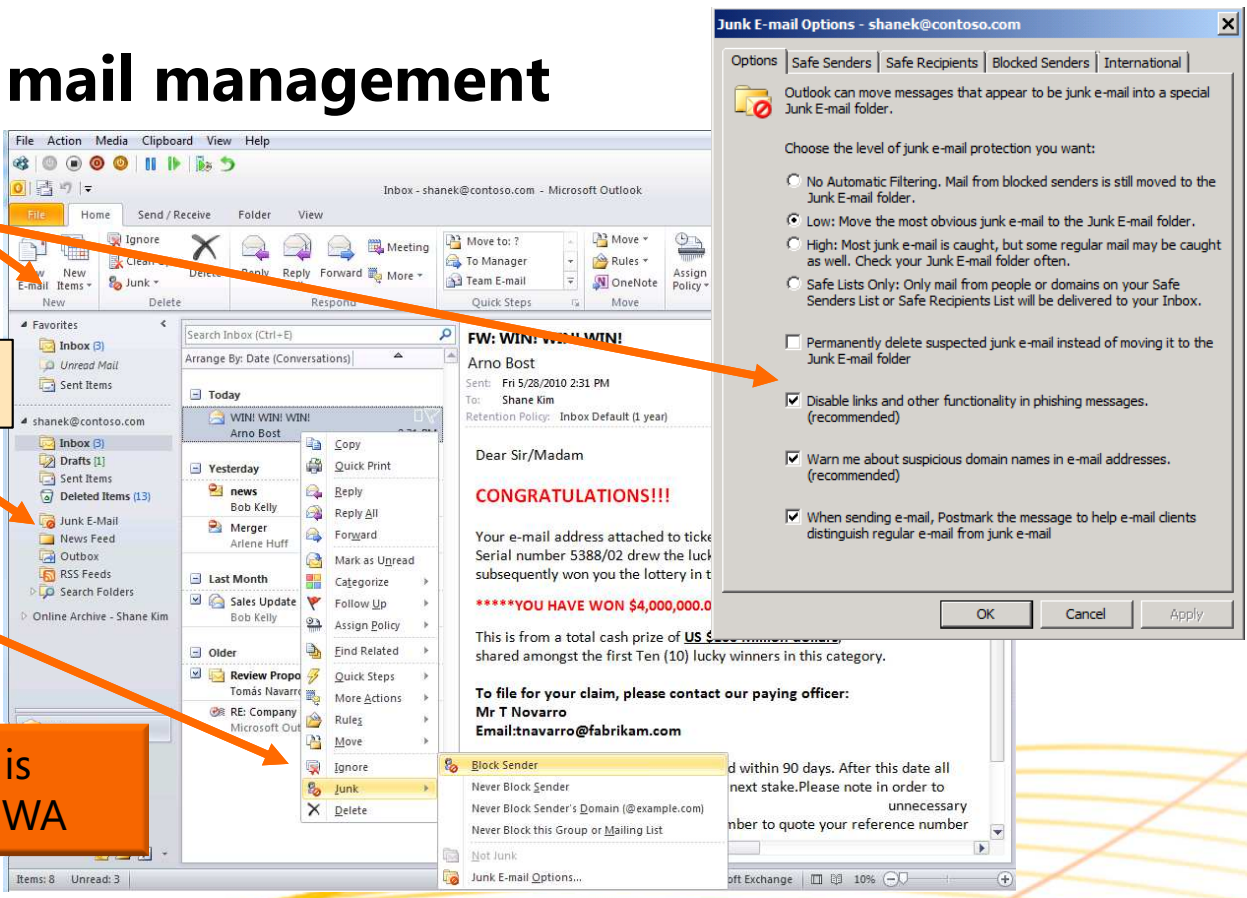 mail management
File Action Media Clipboard View Help
Inbox - shanek@contoso.com - Microsoft Outlook
File Home Send / Receive Folder View
Ignore
Junk
New
E-mail
New
Items
Delete
Reply
Reply
Forward
Meeting
More
Move to: ?
To Manager
Team E-mail
Move
Rules
OneNote
Assign
Policy
New
Delete
Respond
Quick Steps
Move
Favorites
Inbox (3)
Unread Mail
Sent Items
shanek@contoso.com
Inbox (3)
Drafts [1]
Sent Items
Deleted Items (13)
Junk E-Mail
News Feed
Outbox
RSS Feeds
Search Folders
Online Archive - Shane Kim
is
WA
Items: 8 Unread: 3
Search Inbox (Ctrl+E)
Arrange By: Date (Conversations)
Today
WIN! WIN! WIN!
Arno Bost
Yesterday
news
Bob Kelly
Merger
Arlene Huff
Last Month
Sales Update
Bob Kelly
Older
Review Propo
Tomás Navarr
RE: Company
Microsoft Out
Copy
Quick Print
Reply
Reply All
Forward
Mark as Unread
Categorize
Follow Up
Assign Policy
Find Related
Quick Steps
More Actions
Rules
Move
Ignore
Junk
Delete
Block Sender
Never Block Sender
Never Block Sender's Domain (@example.com)
Never Block this Group or Mailing List
Not Junk
Junk E-mail Options...
FW: WIN! WIN! WIN!
Arno Bost
Sent: Fri 5/28/2010 2:31 PM
To: Shane Kim
Retention Policy: Inbox Default (1 year)
Dear Sir/Madam
CONGRATULATIONS!!!
Your e-mail address attached to ticke
Serial number 5388/02 drew the luck
subsequently won you the lottery in t
*****YOU HAVE WON $4,000,000.0
This is from a total cash prize of US
shared amongst the first Ten (10) lucky winners in this category.
To file for your claim, please contact our paying officer:
Mr T Novarro
Email:tnavarro@fabrikam.com
d within 90 days. After this date all
next stake.Please note in order to
unnecessary
mber to quote your reference number
oft Exchange 10%
Junk E-mail Options - shanek@contoso.com
Options Safe Senders Safe Recipients Blocked Senders International
Outlook can move messages that appear to be junk e-mail into a special
Junk E-mail folder.
Choose the level of junk e-mail protection you want:
No Automatic Filtering. Mail from blocked senders is still moved to the
Junk E-mail folder.
Low: Move the most obvious junk e-mail to the Junk E-mail folder.
High: Most junk e-mail is caught, but some regular mail may be caught
as well. Check your Junk E-mail folder often.
Safe Lists Only: Only mail from people or domains on your Safe
Senders List or Safe Recipients List will be delivered to your Inbox.
Permanently delete suspected junk e-mail instead of moving it to the
Junk E-mail folder
Disable links and other functionality in phishing messages.
(recommended)
Warn me about suspicious domain names in e-mail addresses.
(recommended)
When sending e-mail, Postmark the message to help e-mail clients
distinguish regular e-mail from junk e-mail
OK Cancel Apply